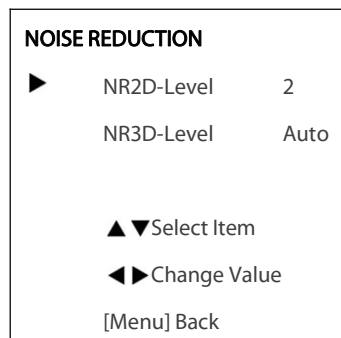 NOISE REDUCTION
▶ NR2D-Level 2
NR3D-Level Auto
▲▼Select Item
◀▶Change Value
[Menu] Back